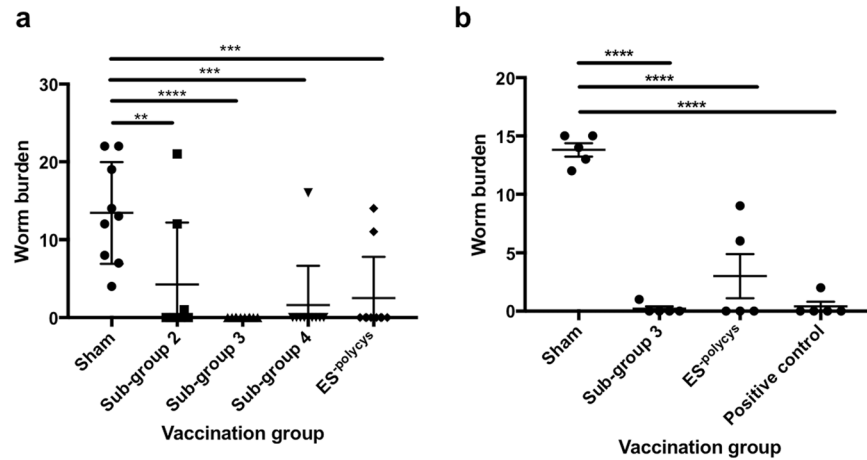 a
***
***
****
**
30
20
10
0
Worm burden
Sham
Sub-group 2
Sub-group 3
Sub-group 4
ES-polycys
Vaccination group
b
****
****
****
20
15
10
5
0
Worm burden
Sham
Sub-group 3
ES-polycys
Positive control
Vaccination group